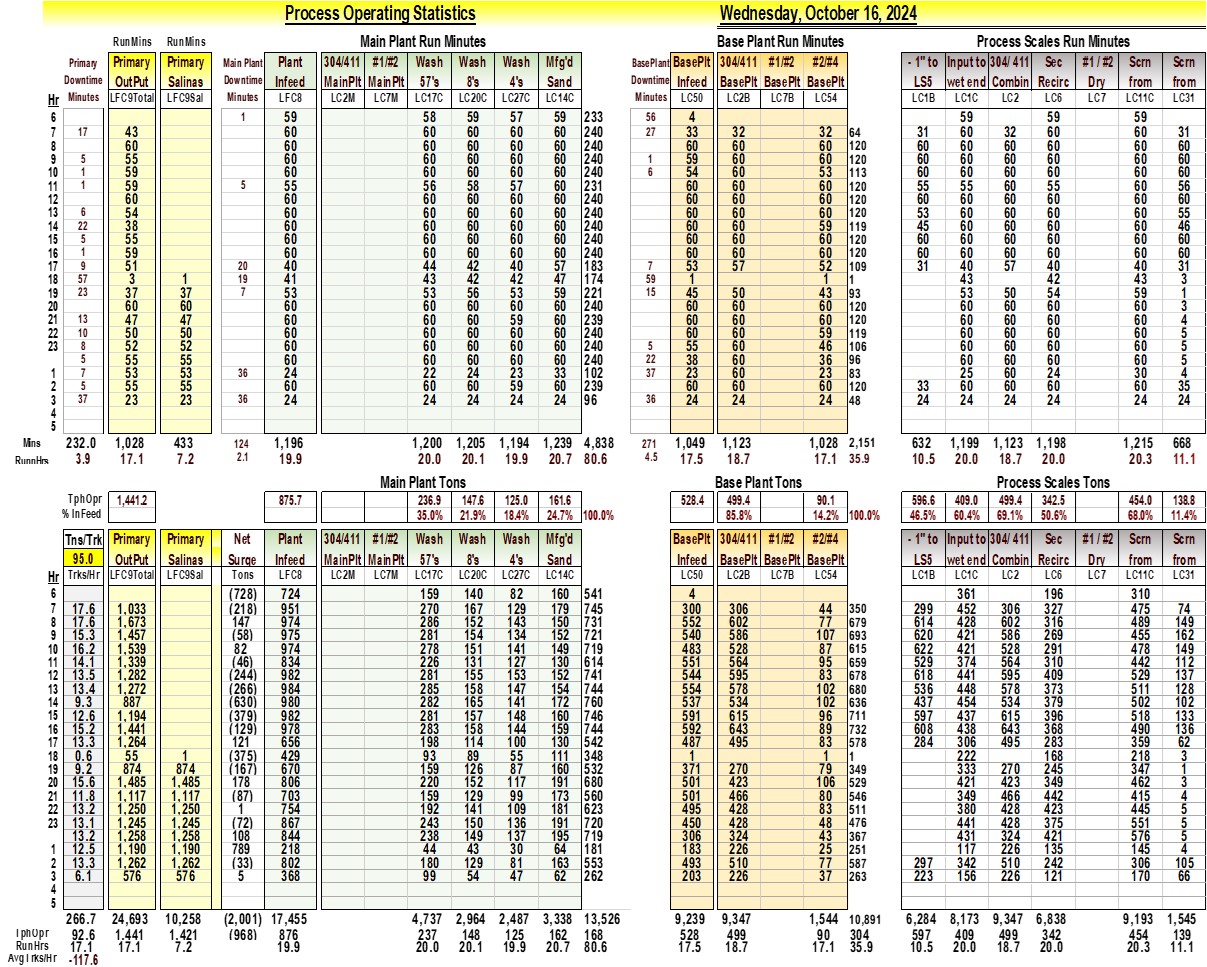 Process Operating Statistics Wednesday, October 16, 2024
RunMins RunMins Main Plant Run Minutes Base Plant Run Minutes Process Scales Run Minutes
Primary Primary Primary Main Plant Plant 304/411 #1/#2 Wash Wash Wash Mfg'd BasePlant BasePlt 304/411 #1/#2 #2/#4 - 1" to Input to 304/ 411 Sec #1 / #2 Scrn Scrn
Downtime OutPut Salinas Downtime Infeed MainPlt MainPlt 57's 8's 4's Sand Downtime Infeed BasePlt BasePlt BasePlt LS5 wet end Combin Recirc Dry from from
Hr Minutes LFC9Total LFC9Sal Minutes LFC8 LC2M LC7M LC17C LC20C LC27C LC14C Minutes LC50 LC2B LC7B LC54 LC1B LC1C LC2 LC6 LC7 LC11C LC31
6 1 59 58 59 57 59 233 56 4 59 59 59
7 17 43 60 60 60 60 60 240 27 33 32 32 64 31 60 32 60 60 31
8 60 60 60 60 60 60 240 60 60 60 120 60 60 60 60 60 60
9 5 55 60 60 60 60 60 240 1 59 60 60 120 60 60 60 60 60 60
10 1 59 60 60 60 60 60 240 6 54 60 53 113 60 60 60 60 60 60
11 1 59 5 55 56 58 57 60 231 60 60 60 120 55 55 60 55 60 56
12 60 60 60 60 60 60 240 60 60 60 120 60 60 60 60 60 60
13 6 54 60 60 60 60 60 240 60 60 60 120 53 60 60 60 60 55
14 22 38 60 60 60 60 60 240 60 60 59 119 45 60 60 60 60 46
15 5 55 60 60 60 60 60 240 60 60 60 120 60 60 60 60 60 60
16 1 59 60 60 60 60 60 240 60 60 60 120 60 60 60 60 60 60
17 9 51 20 40 44 42 40 57 183 7 53 57 52 109 31 40 57 40 40 31
18 57 3 1 19 41 43 42 42 47 174 59 1 1 1 43 42 43 3
19 23 37 37 7 53 53 56 53 59 221 15 45 50 43 93 53 50 54 59 1
20 60 60 60 60 60 60 60 240 60 60 60 120 60 60 60 60 3
21 13 47 47 60 60 60 59 60 239 60 60 60 120 60 60 60 60 4
22 10 50 50 60 60 60 60 60 240 60 60 59 119 60 60 60 60 5
23 8 52 52 60 60 60 60 60 240 5 55 60 46 106 60 60 60 60 5
5 55 55 60 60 60 60 60 240 22 38 60 36 96 60 60 60 60 5
1 7 53 53 36 24 22 24 23 33 102 37 23 60 23 83 25 60 24 30 4
2 5 55 55 60 60 60 59 60 239 60 60 60 120 33 60 60 60 60 35
3 37 23 23 36 24 24 24 24 24 96 36 24 24 24 48 24 24 24 24 24 24
4
5
Mins 232.0 1,028 433 124 1,196 1,200 1,205 1,194 1,239 4,838 271 1,049 1,123 1,028 2,151 632 1,199 1,123 1,198 1,215 668
RunnHrs 3.9 17.1 7.2 2.1 19.9 20.0 20.1 19.9 20.7 80.6 4.5 17.5 18.7 17.1 35.9 10.5 20.0 18.7 20.0 20.3 11.1
Main Plant Tons Base Plant Tons Process Scales Tons
TphOpr 1,441.2 875.7 236.9 147.6 125.0 161.6 528.4 499.4 90.1 596.6 409.0 499.4 342.5 454.0 138.8
% InFeed 35.0% 21.9% 18.4% 24.7% 100.0% 85.8% 14.2% 100.0% 46.5% 60.4% 69.1% 50.6% 68.0% 11.4%
Tns/Trk Primary Primary Net Plant 304/411 #1/#2 Wash Wash Wash Mfg'd BasePlt 304/411 #1/#2 #2/#4 - 1" to Input to 304/ 411 Sec #1 / #2 Scrn Scrn
95.0 OutPut Salinas Surge Infeed MainPlt MainPlt 57's 8's 4's Sand Infeed BasePlt BasePlt BasePlt LS5 wet end Combin Recirc Dry from from
Hr Trks/Hr LFC9Total LFC9Sal Tons LFC8 LC2M LC7M LC17C LC20C LC27C LC14C LC50 LC2B LC7B LC54 LC1B LC1C LC2 LC6 LC7 LC11C LC31
6 (728) 724 159 140 82 160 541 4 361 196 310
7 17.6 1,033 (218) 951 270 167 129 179 745 300 306 44 350 299 452 306 327 475 74
8 17.6 1,673 147 974 286 152 143 150 731 552 602 77 679 614 428 602 316 489 149
9 15.3 1,457 (58) 975 281 154 134 152 721 540 586 107 693 620 421 586 269 455 162
10 16.2 1,539 82 974 278 151 141 149 719 483 528 87 615 622 421 528 291 478 149
11 14.1 1,339 (46) 834 226 131 127 130 614 551 564 95 659 529 374 564 310 442 112
12 13.5 1,282 (244) 982 281 155 153 152 741 544 595 83 678 618 441 595 409 529 137
13 13.4 1,272 (266) 984 285 158 147 154 744 554 578 102 680 536 448 578 373 511 128
14 9.3 887 (630) 980 282 165 141 172 760 537 534 102 636 437 454 534 379 502 102
15 12.6 1,194 (379) 982 281 157 148 160 746 591 615 96 711 597 437 615 396 518 133
16 15.2 1,441 (129) 978 283 158 144 159 744 592 643 89 732 608 438 643 368 490 136
17 13.3 1,264 121 656 198 114 100 130 542 487 495 83 578 284 306 495 283 359 62
18 0.6 55 1 (375) 429 93 89 55 111 348 1 1 1 222 168 218 3
19 9.2 874 874 (167) 670 159 126 87 160 532 371 270 79 349 333 270 245 347 1
20 15.6 1,485 1,485 178 806 220 152 117 191 680 501 423 106 529 421 423 349 462 3
21 11.8 1,117 1,117 (87) 703 159 129 99 173 560 501 466 80 546 349 466 442 415 4
22 13.2 1,250 1,250 1 754 192 141 109 181 623 495 428 83 511 380 428 423 445 5
23 13.1 1,245 1,245 (72) 867 243 150 136 191 720 450 428 48 476 441 428 375 551 5
13.2 1,258 1,258 108 844 238 149 137 195 719 306 324 43 367 431 324 421 576 5
1 12.5 1,190 1,190 789 218 44 43 30 64 181 183 226 25 251 117 226 135 145 4
2 13.3 1,262 1,262 (33) 802 180 129 81 163 553 493 510 77 587 297 342 510 242 306 105
3 6.1 576 576 5 368 99 54 47 62 262 203 226 37 263 223 156 226 121 170 66
4
5
266.7 24,693 10,258 (2,001) 17,455 4,737 2,964 2,487 3,338 13,526 9,239 9,347 1,544 10,891 6,284 8,173 9,347 6,838 9,193 1,545
TphOpr 92.6 1,441 1,421 (968) 876 237 148 125 162 168 528 499 90 304 597 409 499 342 454 139
RunHrs 17.1 17.1 7.2 19.9 20.0 20.1 19.9 20.7 80.6 17.5 18.7 17.1 35.9 10.5 20.0 18.7 20.0 20.3 11.1
AvgTrks/Hr -117.6